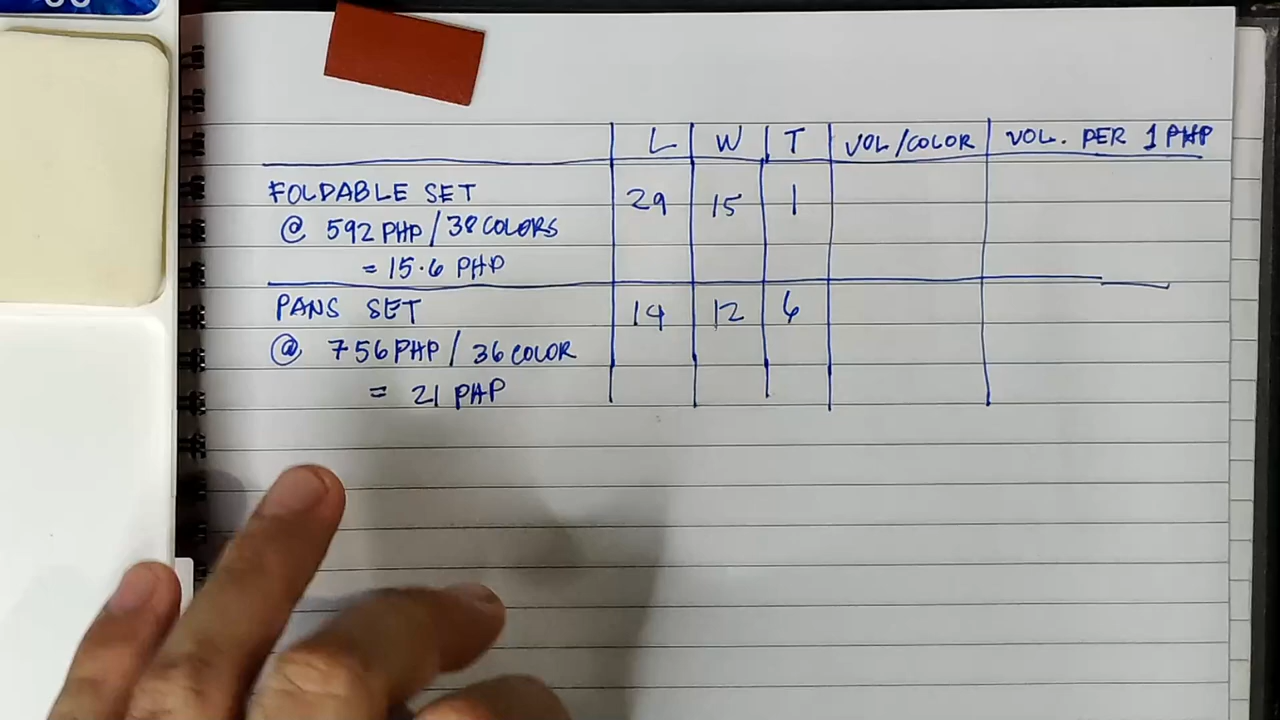 L W T VOL/COLOR VOL. PER 1 PHP
FOLDABLE SET 29 15 1
@ 592 PHP/38 COLORS
= 15.6 PHP
PANS SET 14 12 6
@ 756 PHP/ 36 COLOR
= 21 PHP